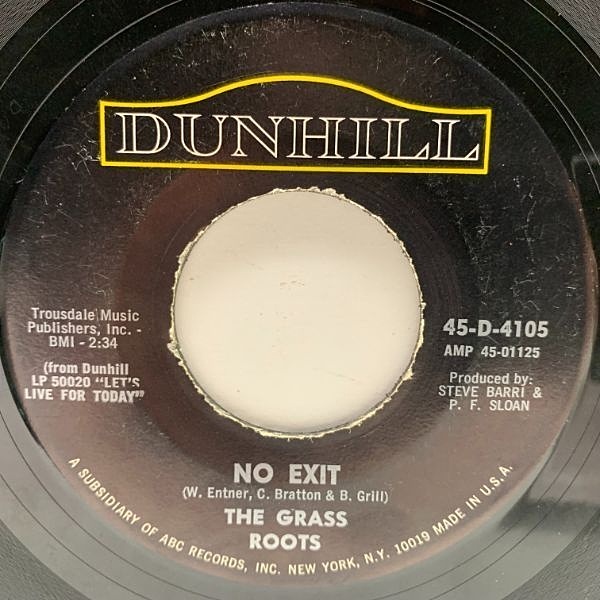 DUNHILL
Trousdale Music
Publishers, Inc. -
BMI - 2:34
(from Dunhill
LP 50020 "LET'S
LIVE FOR TODAY"
45-D-4105
AMP 45-01125
Produced by:
STEVE BARRI &
P. F. SLOAN
NO EXIT
(W. Entner, C. Bratton & B. Grill)
THE GRASS
ROOTS
A SUBSIDIARY OF ABC RECORDS, INC. NEW YORK, N.Y. 10019 MADE IN U.S.A.